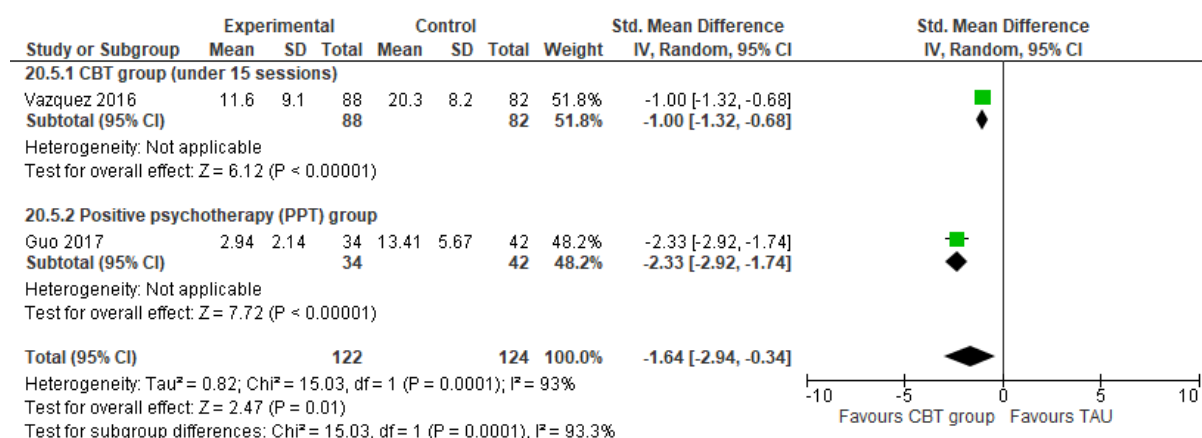 Experimental Control Std. Mean Difference Std. Mean Difference
Study or Subgroup Mean SD Total Mean SD Total Weight IV, Random, 95% CI IV, Random, 95% CI
20.5.1 CBT group (under 15 sessions)
Vazquez 2016 11.6 9.1 88 20.3 8.2 82 51.8% -1.00 [-1.32, -0.68]
Subtotal (95% CI) 88 82 51.8% -1.00 [-1.32, -0.68]
Heterogeneity: Not applicable
Test for overall effect: Z = 6.12 (P < 0.00001)
20.5.2 Positive psychotherapy (PPT) group
Guo 2017 2.94 2.14 34 13.41 5.67 42 48.2% -2.33 [-2.92, -1.74]
Subtotal (95% CI) 34 42 48.2% -2.33 [-2.92, -1.74]
Heterogeneity: Not applicable
Test for overall effect: Z = 7.72 (P < 0.00001)
Total (95% CI) 122 124 100.0% -1.64 [-2.94, -0.34]
Heterogeneity: Tau² = 0.82; Chi² = 15.03, df = 1 (P = 0.0001); I² = 93%
Test for overall effect: Z = 2.47 (P = 0.01)
Test for subgroup differences: Chi² = 15.03, df = 1 (P = 0.0001), I² = 93.3%
-10 -5 0 5 10
Favours CBT group Favours TAU